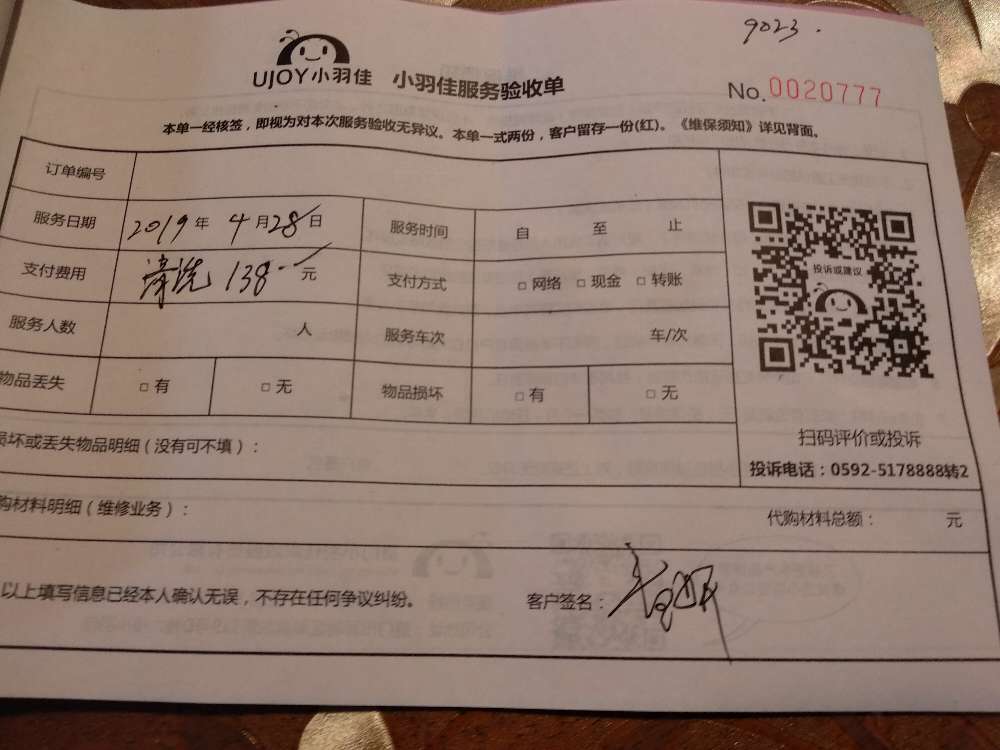 9023.
UJOY小羽佳 小羽佳服务验收单
No.0020777
本单一经核签，即视为对本次服务验收无异议。本单一式两份，客户留存一份(红)。《维保须知》详见背面。
订单编号
服务日期 2019年 4月28日 服务时间 自 至 止
支付费用 清洗 138 元 支付方式 □网络 □现金 □转账
投诉或建议
服务人数 人 服务车次 车/次
物品丢失 □有 □无 物品损坏 □有 □无
扫码评价或投诉
损坏或丢失物品明细（没有可不填）：
投诉电话：0592-5178888转2
购材料明细（维修业务）： 代购材料总额： 元
以上填写信息已经本人确认无误，不存在任何争议纠纷。 客户签名：